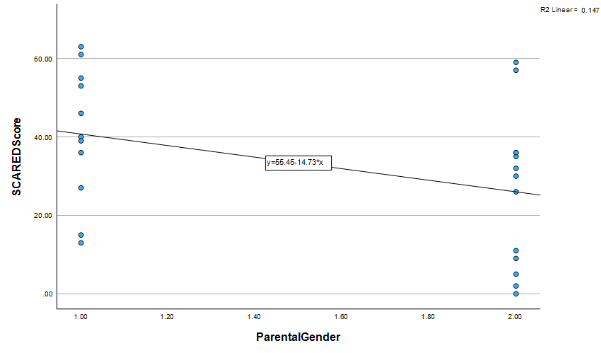 R2 Linear = 0.147
60.00
40.00
20.00
.00
SCAREDScore
y=55.45-14.73*x
1.00 1.20 1.40 1.60 1.80 2.00
ParentalGender